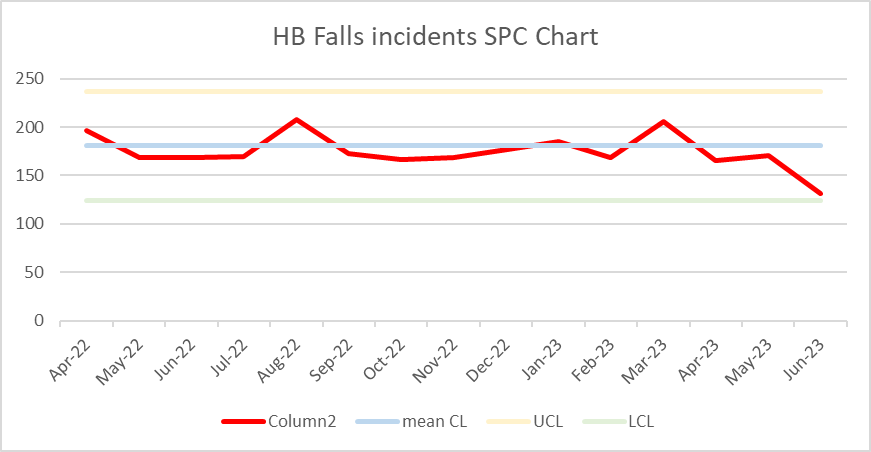 HB Falls incidents SPC Chart
250
200
150
100
50
0
Apr-22
May-22
Jun-22
Jul-22
Aug-22
Sep-22
Oct-22
Nov-22
Dec-22
Jan-23
Feb-23
Mar-23
Apr-23
May-23
Jun-23
Column2 mean CL UCL LCL